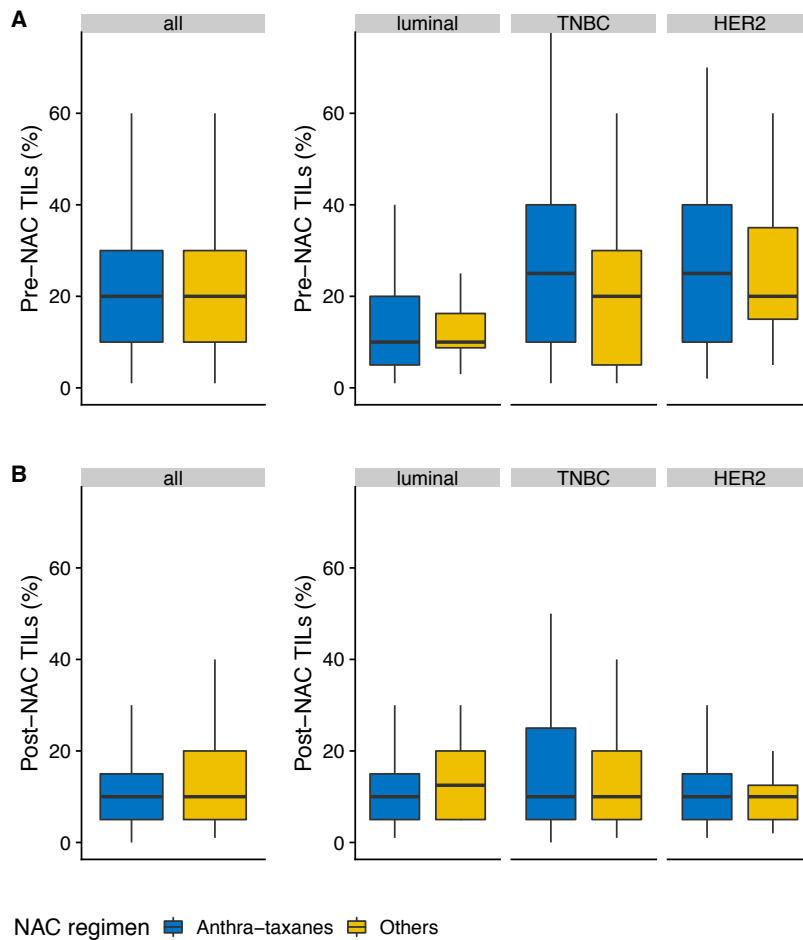 A
all
luminal TNBC HER2
Pre−NAC TILs (%)
60
40
20
0
Pre−NAC TILs (%)
60
40
20
0
B
all
luminal TNBC HER2
Post−NAC TILs (%)
60
40
20
0
Post−NAC TILs (%)
60
40
20
0
NAC regimen Anthra−taxanes Others